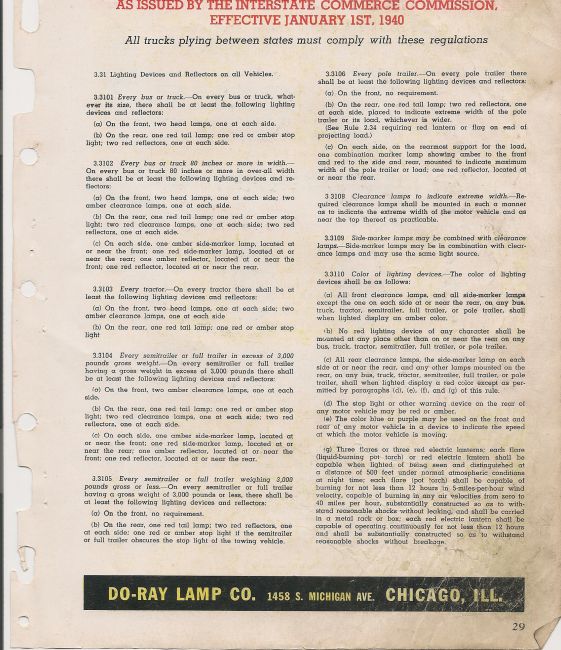 AS ISSUED BY THE INTERSTATE COMMERCE COMMISSION,
EFFECTIVE JANUARY 1ST, 1940
All trucks plying between states must comply with these regulations
3.31 Lighting Devices and Reflectors on all Vehicles.
3.3101 Every bus or truck.—On every bus or truck, what-
ever its size, there shall be at least the following lighting
devices and reflectors:
(a) On the front, two head lamps, one at each side.
(b) On the rear, one red tail lamp; one red or amber stop
light; two red reflectors, one at each side.
3.3102 Every bus or truck 80 inches or more in width.—
On every bus or truck 80 inches or more in over-all width
there shall be at least the following lighting devices and re-
flectors:
(a) On the front, two head lamps, one at each side; two
amber clearance lamps, one at each side.
(b) On the rear, one red tail lamp; one red or amber stop
light; two red clearance lamps, one at each side; two red
reflectors, one at each side.
(c) On each side, one amber side-marker lamp, located at
or near the front; one red side-marker lamp, located at or
near the rear; one amber reflector, located at or near the
front; one red reflector, located at or near the rear.
3.3103 Every tractor.—On every tractor there shall be at
least the following lighting devices and reflectors:
(a) On the front, two head lamps, one at each side; two
amber clearance lamps, one at each side
(b) On the rear, one red tail lamp; one red or amber stop
light
3.3104 Every semitrailer or full trailer in excess of 3,000
pounds gross weight.—On every semitrailer or full trailer
having a gross weight in excess of 3,000 pounds there shall
be at least the following lighting devices and reflectors:
(a) On the front, two amber clearance lamps, one at each
side.
(b) On the rear, one red tail lamp; one red or amber stop
light; two red clearance lamps, one at each side; two red
reflectors, one at each side.
(c) On each side, one amber side-marker lamp, located at
or near the front; one red side-marker lamp, located at or
near the rear; one amber reflector, located at or near the
front; one red reflector, located at or near the rear.
3.3105 Every semitrailer or full trailer weighing 3,000
pounds gross or less.—On every semitrailer or full trailer
having a gross weight of 3,000 pounds or less, there shall be
at least the following lighting devices and reflectors:
(a) On the front, no requirement.
(b) On the rear, one red tail lamp; two red reflectors, one
at each side; one red or amber stop light if the semitrailer
or full trailer obscures the stop light of the towing vehicle.
3.3106 Every pole trailer.—On every pole trailer there
shall be at least the following lighting devices and reflectors:
(a) On the front, no requirement.
(b) On the rear, one red tail lamp; two red reflectors, one
at each side, placed to indicate extreme width of the pole
trailer or its load, whichever is wider.
(See Rule 2.34 requiring red lantern or flag on end of
projecting load.)
(c) On each side, on the rearmost support for the load,
one combination marker lamp showing amber to the front
and red to the side and rear, mounted to indicate maximum
width of the pole trailer or load; one red reflector, located at
or near the rear.
3.3108 Clearance lamps to indicate extreme width.—Re-
quired clearance lamps shall be mounted in such a manner
as to indicate the extreme width of the motor vehicle and as
near the top thereof as practicable.
3.3109 Side-marker lamps may be combined with clearance
lamps.—Side-marker lamps may be in combination with clear-
ance lamps and may use the same light source.
3.3110 Color of lighting devices.—The color of lighting
devices shall be as follows:
(a) All front clearance lamps, and all side-marker lamps
except the one on each side at or near the rear, on any bus,
truck, tractor, semitrailer, full trailer, or pole trailer, shall
when lighted display an amber color.
(b) No red lighting device of any character shall be
mounted at any place other than on or near the rear on any
bus, truck, tractor, semitrailer, full trailer, or pole trailer.
(c) All rear clearance lamps, the side-marker lamp on each
side at or near the rear, and any other lamps mounted on the
rear, on any bus, truck, tractor, semitrailer, full trailer, or pole
trailer, shall when lighted display a red color except as per-
mitted by paragraphs (d), (e), (f), and (g) of this rule.
(d) The stop light or other warning device on the rear of
any motor vehicle may be red or amber.
(e) The color blue or purple may be used on the front and
rear of any motor vehicle in a device to indicate the speed
at which the motor vehicle is moving.
(g) Three flares or three red electric lanterns; each flare
(liquid-burning pot torch) or red electric lantern shall be
capable when lighted of being seen and distinguished at
a distance of 500 feet under normal atmospheric conditions
at night time; each flare (pot torch) shall be capable of
burning for not less than 12 hours in 5-miles-per-hour wind
velocity, capable of burning in any air velocities from zero to
40 miles per hour, substantially constructed so as to with-
stand reasonable shocks without leaking, and shall be carried
in a metal rack or box; each red electric lantern shall be
capable of operating continuously for not less than 12 hours
and shall be substantially constructed so as to withstand
reasonable shocks without breakage.
DO-RAY LAMP CO. 1458 S. MICHIGAN AVE. CHICAGO, ILL.
29